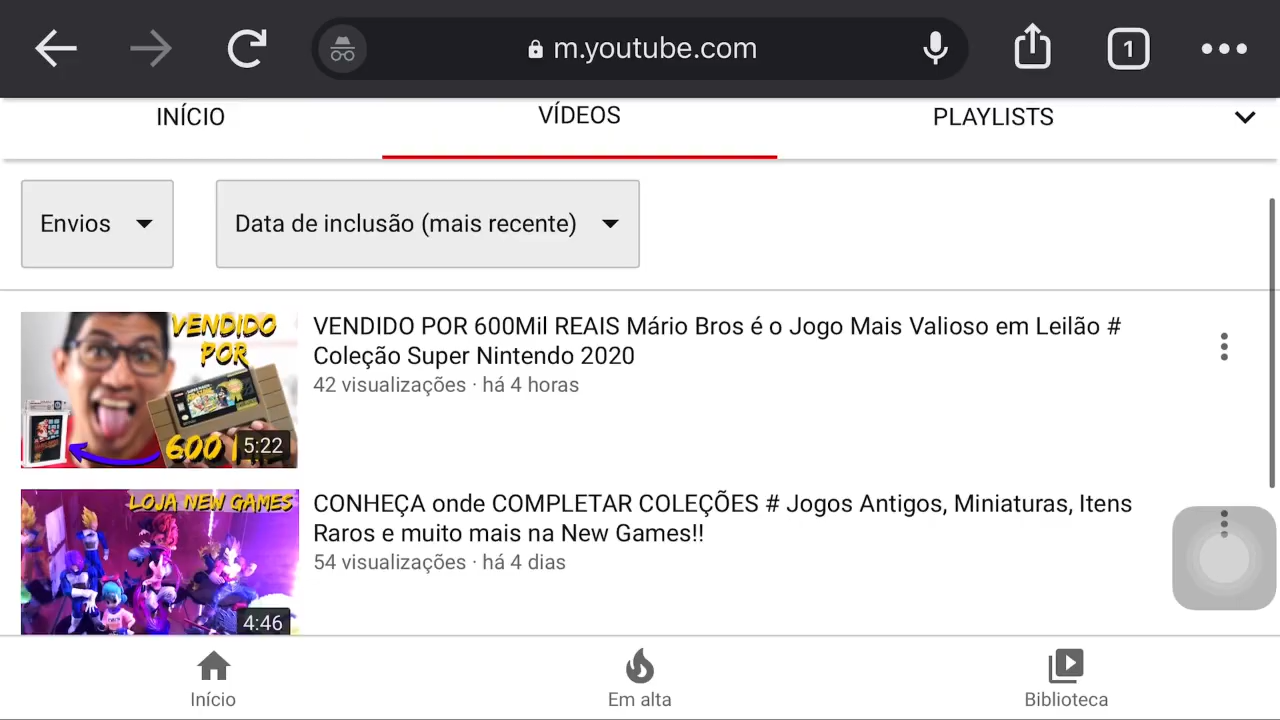 m.youtube.com
1
INÍCIO
VÍDEOS
PLAYLISTS
Envios
Data de inclusão (mais recente)
VENDIDO
POR
600
5:22
VENDIDO POR 600Mil REAIS Mário Bros é o Jogo Mais Valioso em Leilão #
Coleção Super Nintendo 2020
42 visualizações · há 4 horas
LOJA NEW GAMES
4:46
CONHEÇA onde COMPLETAR COLEÇÕES # Jogos Antigos, Miniaturas, Itens
Raros e muito mais na New Games!!
54 visualizações · há 4 dias
Início
Em alta
Biblioteca